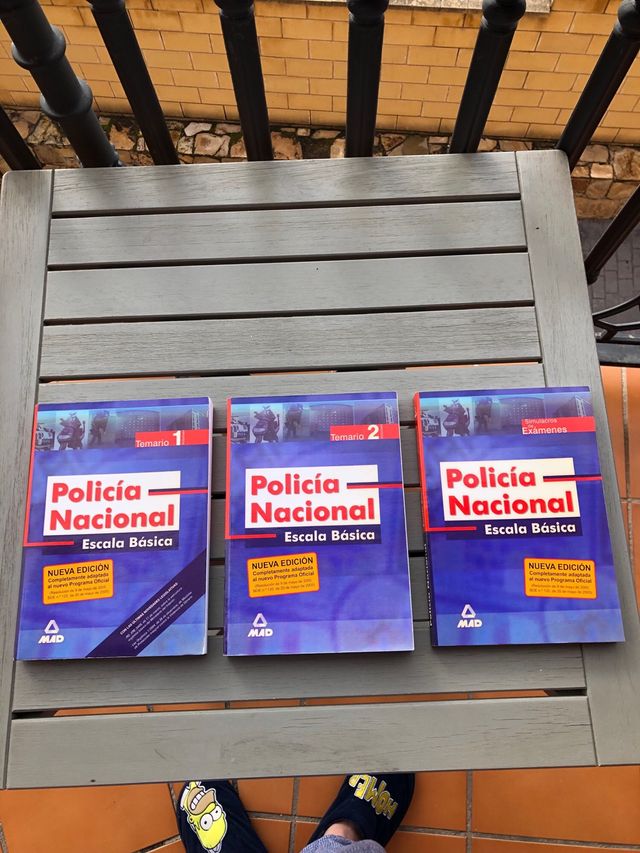 Temario 1
Policía
Nacional
Escala Básica
NUEVA EDICIÓN
Completamente adaptada
al nuevo Programa Oficial
MAD
Temario 2
Policía
Nacional
Escala Básica
NUEVA EDICIÓN
Completamente adaptada
al nuevo Programa Oficial
MAD
Simulacros
de
Exámenes
Policía
Nacional
Escala Básica
NUEVA EDICIÓN
Completamente adaptada
al nuevo Programa Oficial
MAD
HOMER